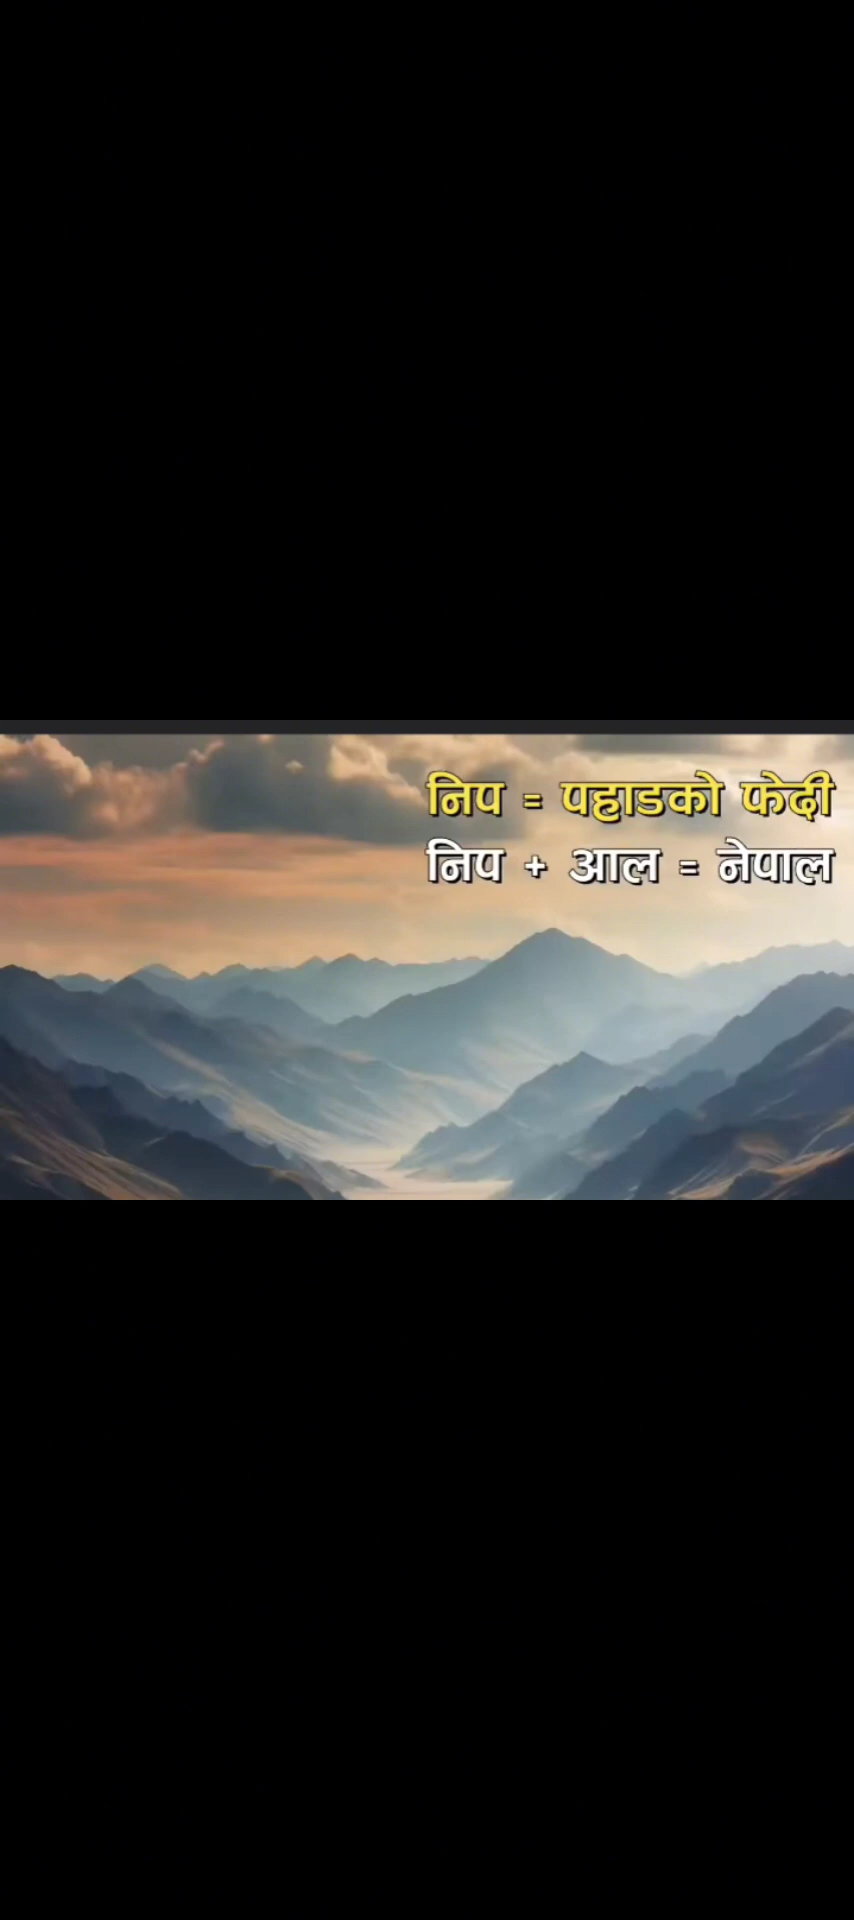 निप = पहाडको फेदी
निप + आल = नेपाल